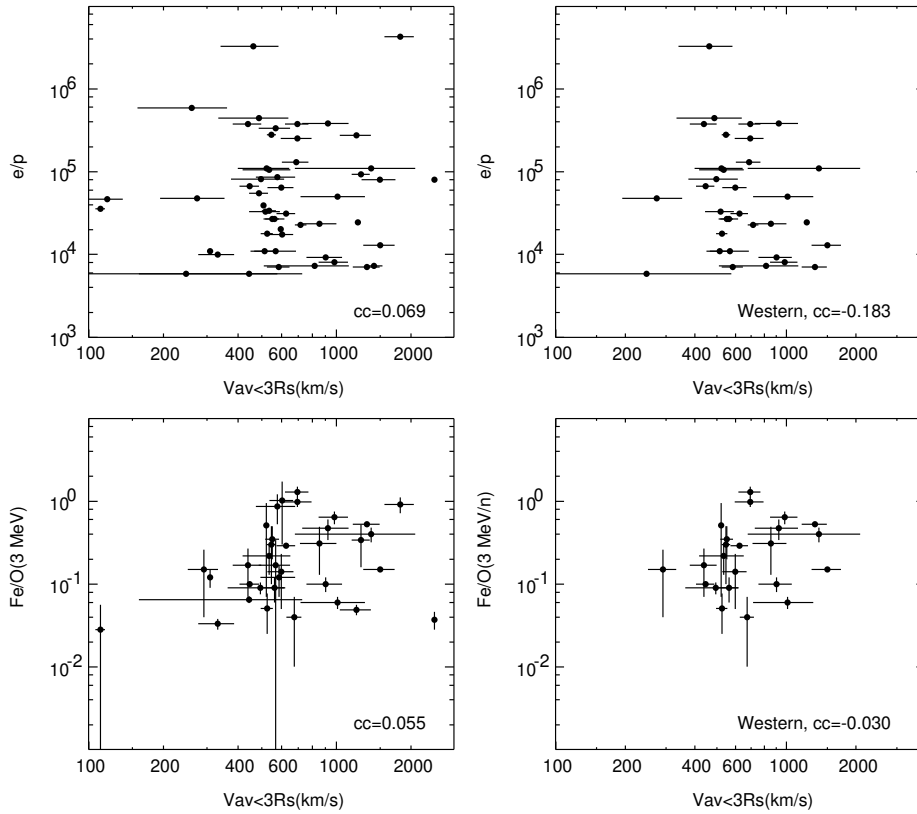 10^6
10^5
10^4
10^3
e/p
cc=0.069
100 200 400 600 1000 2000
Vav<3Rs(km/s)
10^6
10^5
10^4
10^3
e/p
Western, cc=-0.183
100 200 400 600 1000 2000
Vav<3Rs(km/s)
10^0
10^-1
10^-2
Fe/O(3 MeV)
cc=0.055
100 200 400 600 1000 2000
Vav<3Rs(km/s)
10^0
10^-1
10^-2
Fe/O(3 MeV/n)
Western, cc=-0.030
100 200 400 600 1000 2000
Vav<3Rs(km/s)